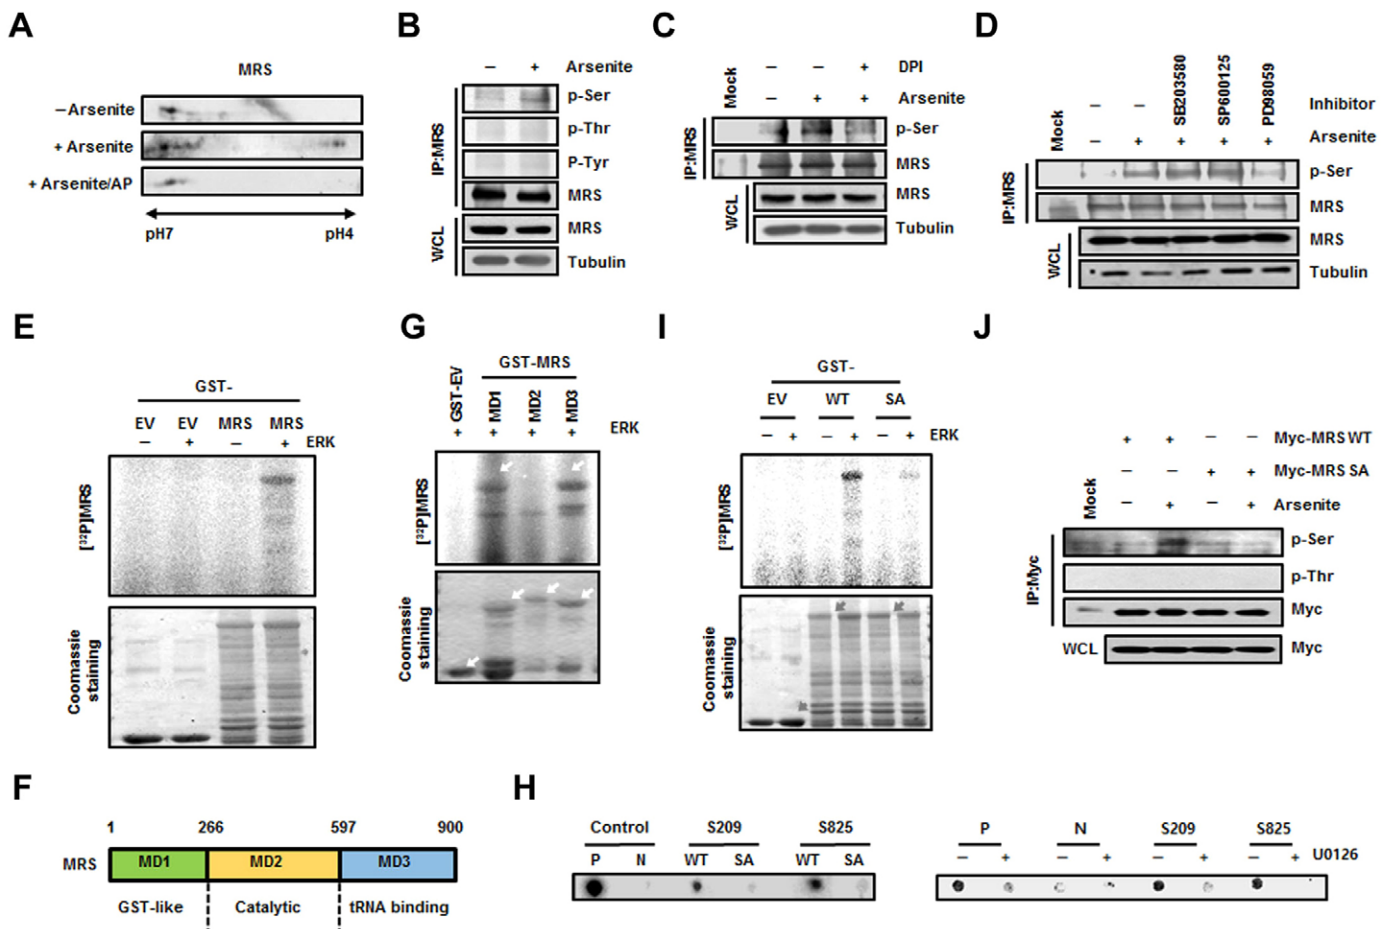 A
MRS
– Arsenite
+ Arsenite
+ Arsenite/AP
pH7 pH4
B
– + Arsenite
IP:MRS
p-Ser
p-Thr
P-Tyr
MRS
WCL
MRS
Tubulin
C
Mock
– – + DPI
– + + Arsenite
IP:MRS
p-Ser
MRS
WCL
MRS
Tubulin
D
Mock
– – SB203580 SP600125 PD98059 Inhibitor
– + + + + Arsenite
IP:MRS
p-Ser
MRS
WCL
MRS
Tubulin
E
GST-
EV EV MRS MRS
– + – + ERK
[32P]MRS
Coomassie staining
G
GST-MRS
GST-EV MD1 MD2 MD3
+ + + + ERK
[32P]MRS
Coomassie staining
I
GST-
EV WT SA
– + – + – + ERK
[32P]MRS
Coomassie staining
J
Mock
+ + – – Myc-MRS WT
– – + + Myc-MRS SA
– + – + Arsenite
IP:Myc
p-Ser
p-Thr
Myc
WCL
Myc
F
1 266 597 900
MRS MD1 MD2 MD3
GST-like Catalytic tRNA binding
H
Control S209 S825
P N WT SA WT SA
P N S209 S825
– + – + – + – + U0126